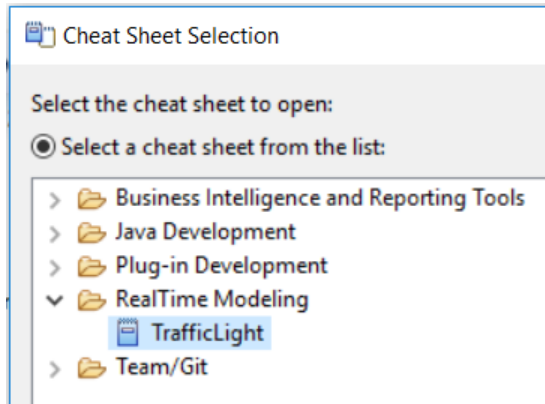 Cheat Sheet Selection
Select the cheat sheet to open:
Select a cheat sheet from the list:
Business Intelligence and Reporting Tools
Java Development
Plug-in Development
RealTime Modeling
TrafficLight
Team/Git